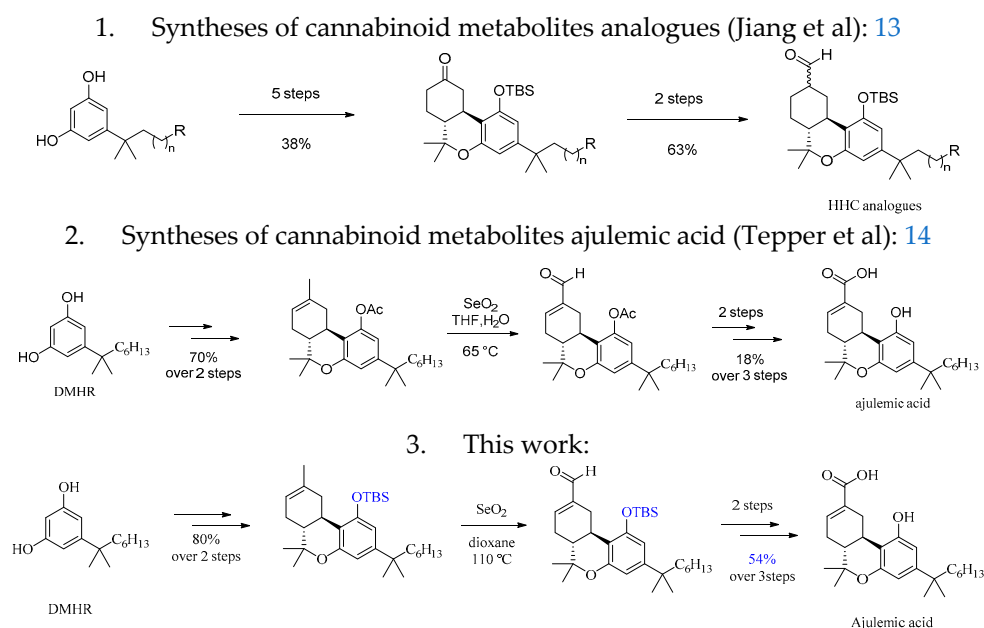 1. Syntheses of cannabinoid metabolites analogues (Jiang et al): 13
OH
HO
R
n
5 steps
38%
O
OTBS
O
R
n
2 steps
63%
O H
OTBS
O
R
n
HHC analogues
2. Syntheses of cannabinoid metabolites ajulemic acid (Tepper et al): 14
OH
HO
C6H13
DMHR
70%
over 2 steps
OAc
O
C6H13
SeO2
THF,H2O
65 °C
O H
OAc
O
C6H13
2 steps
18%
over 3 steps
O OH
OH
O
C6H13
ajulemic acid
3. This work:
OH
HO
C6H13
DMHR
80%
over 2 steps
OTBS
O
C6H13
SeO2
dioxane
110 °C
O H
OTBS
O
C6H13
2 steps
54%
over 3steps
O OH
OH
O
C6H13
Ajulemic acid